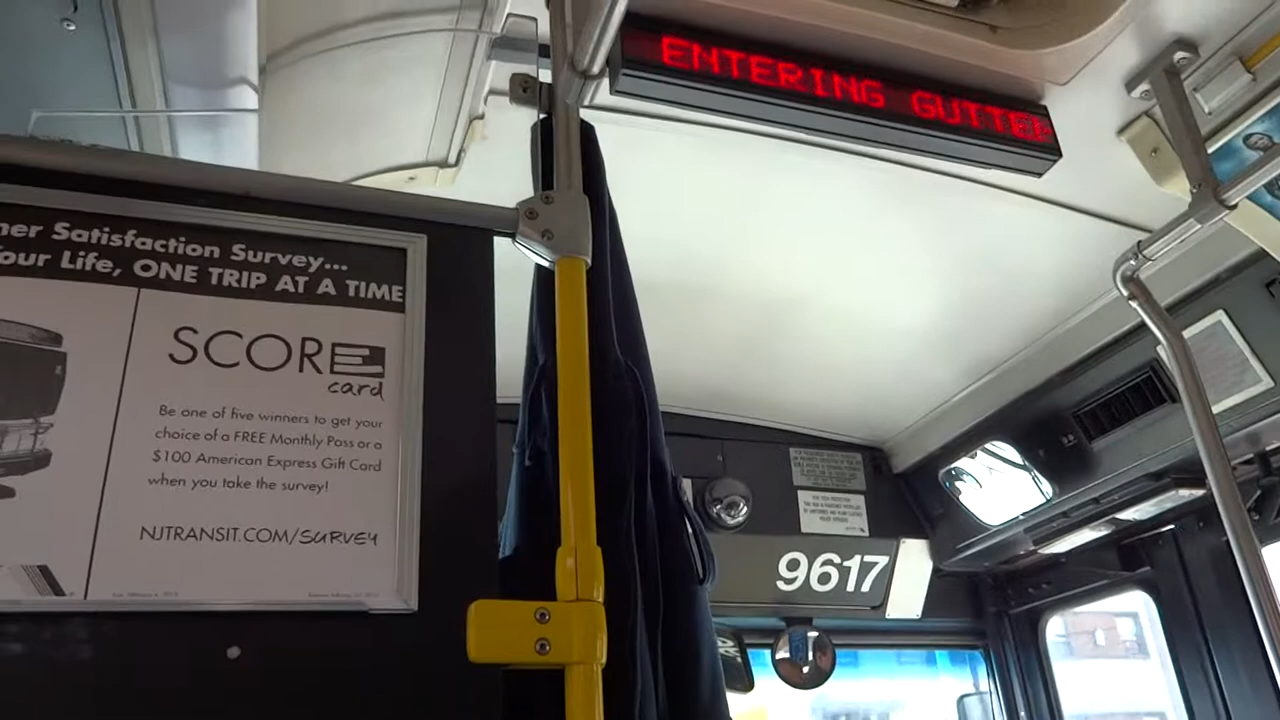 ENTERING GUTTE
ner Satisfaction Survey...
our Life, ONE TRIP AT A TIME
SCORE
card
Be one of five winners to get your
choice of a FREE Monthly Pass or a
$100 American Express Gift Card
when you take the survey!
NJTRANSIT.COM/SURVEY
9617